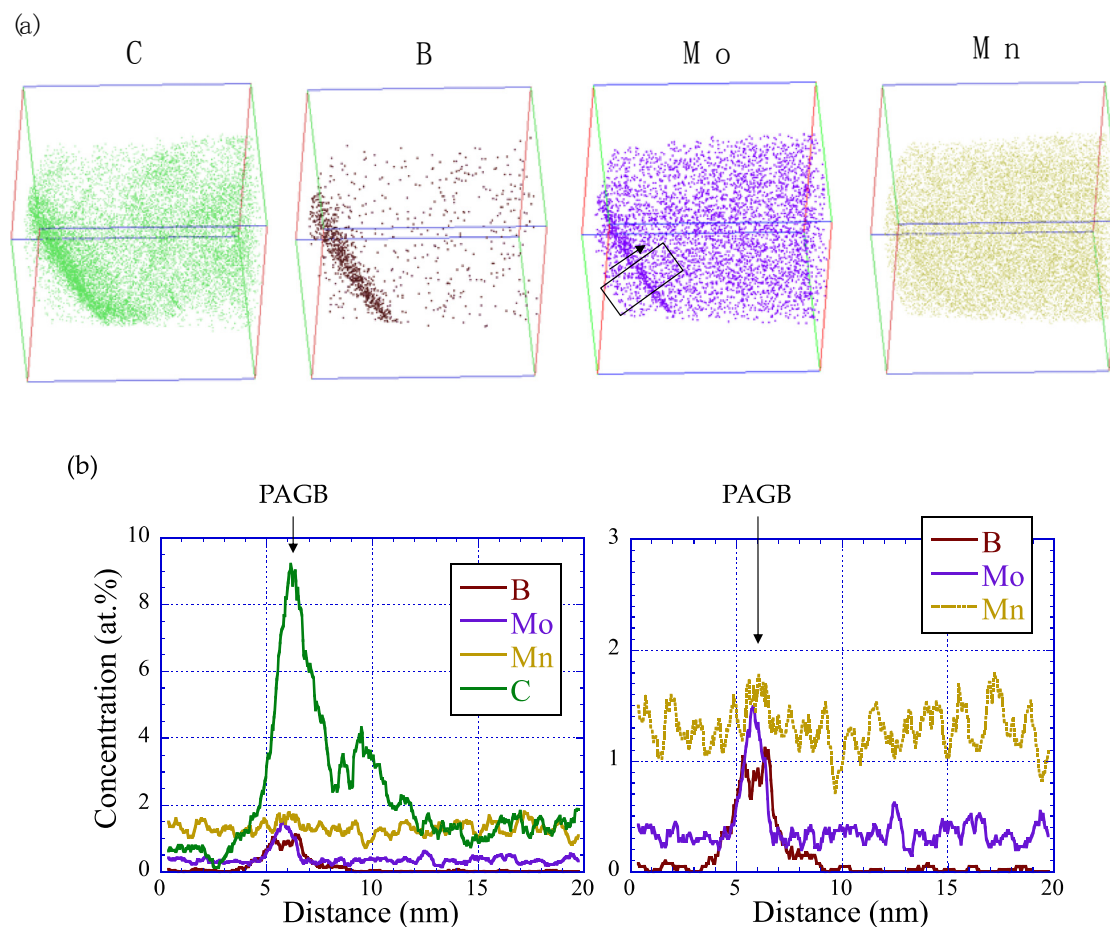 (a)
C B Mo Mn
(b)
PAGB
10
8
6
4
2
0
Concentration (at.%)
B
Mo
Mn
C
0 5 10 15 20
Distance (nm)
PAGB
3
2
1
0
B
Mo
Mn
0 5 10 15 20
Distance (nm)